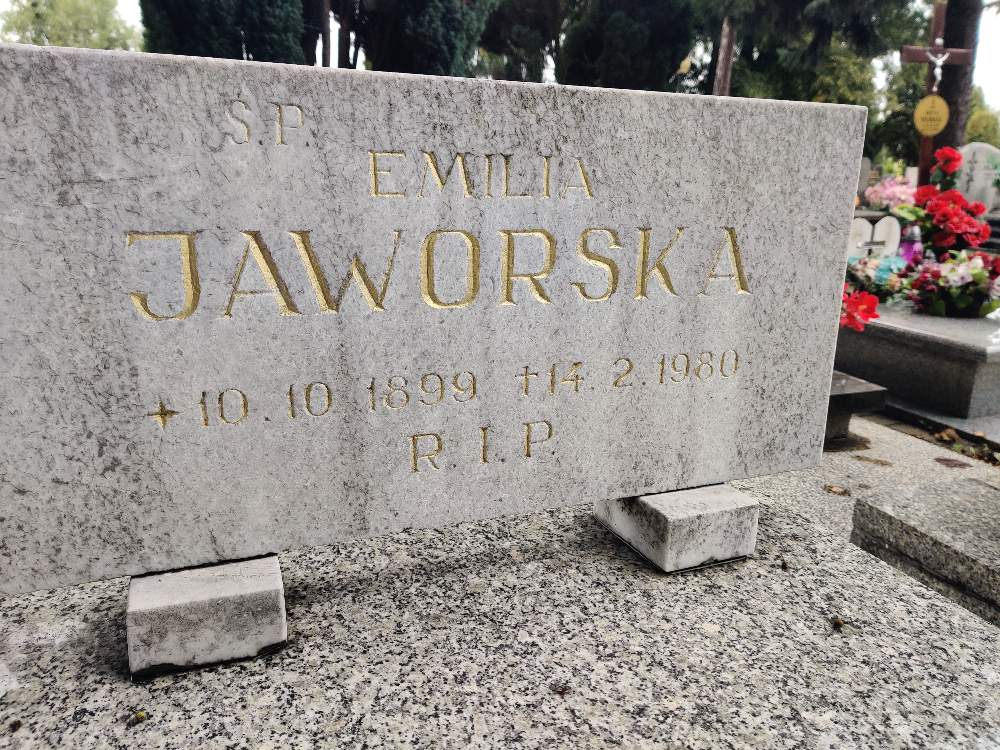 Ś.P.
EMILIA
JAWORSKA
10.10 1899 †14.2.1980
R.I.P.